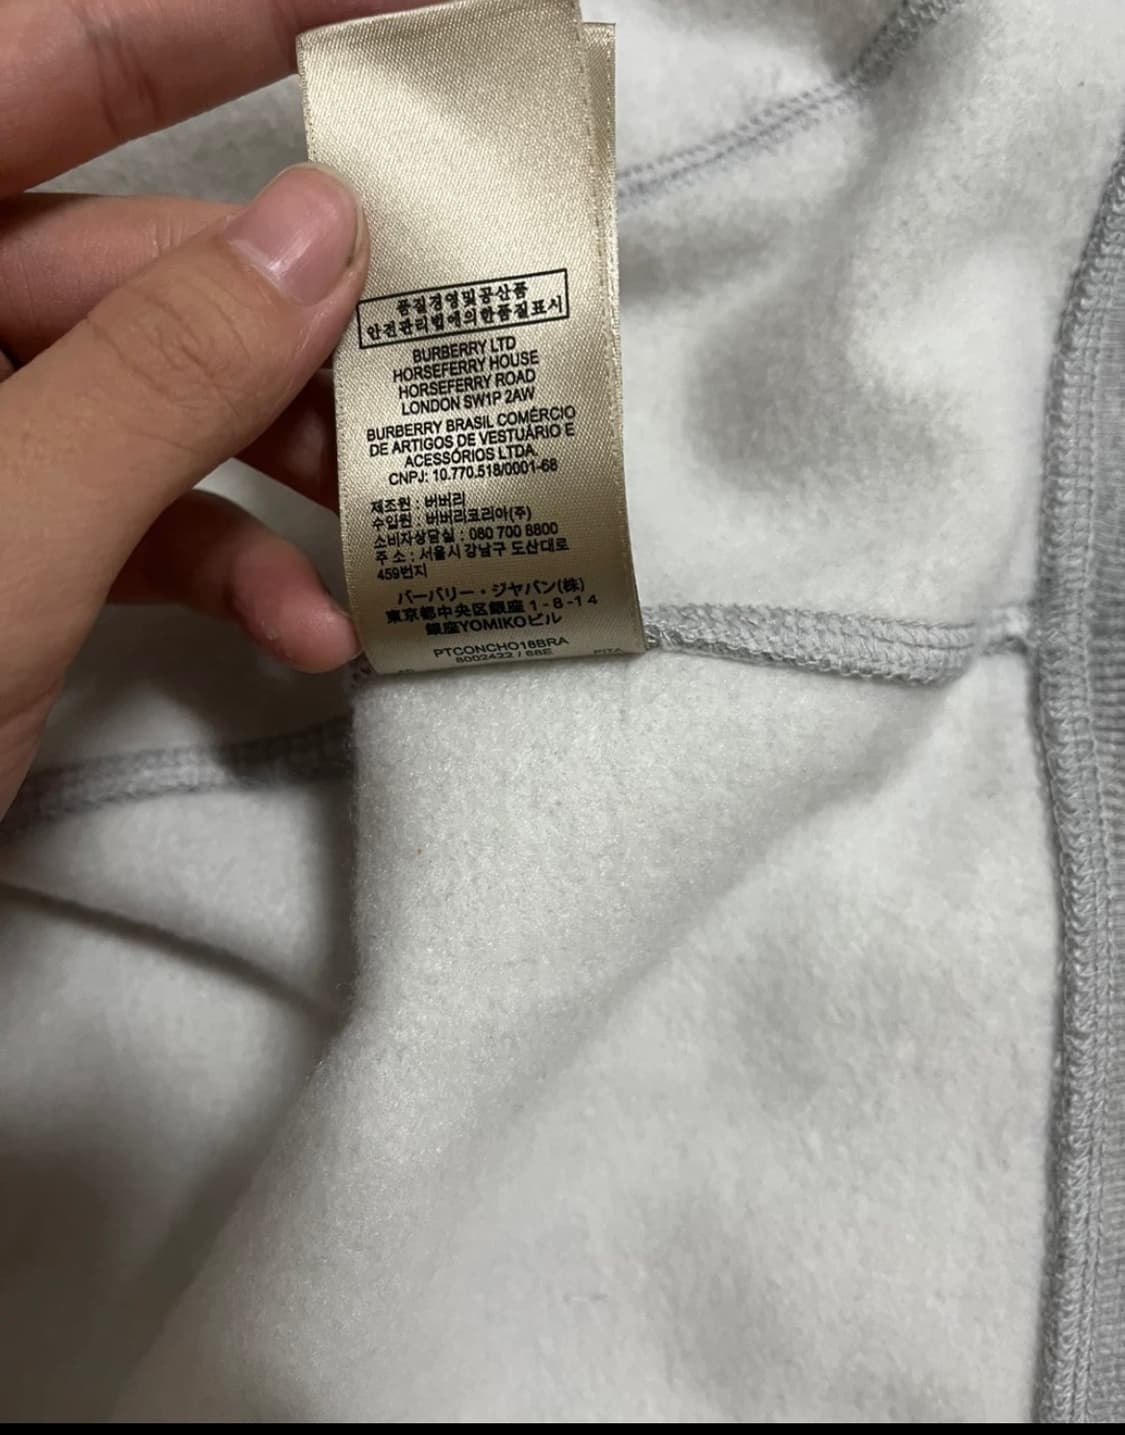 품질경영및공산품
안전관리법에의한품질표시
BURBERRY LTD
HORSEFERRY HOUSE
HORSEFERRY ROAD
LONDON SW1P 2AW
BURBERRY BRASIL COMÉRCIO
DE ARTIGOS DE VESTUÁRIO E
ACESSÓRIOS LTDA.
CNPJ: 10.770.518/0001-68
제조원 : 버버리
수입원 : 버버리코리아(주)
소비자상담실 : 080 700 8800
주 소 : 서울시 강남구 도산대로
459번지
バーバリー・ジャパン(株)
東京都中央区銀座 1 - 8 - 1 4
銀座YOMIKOビル
PTCONCHO18BRA
8002422 / 68E